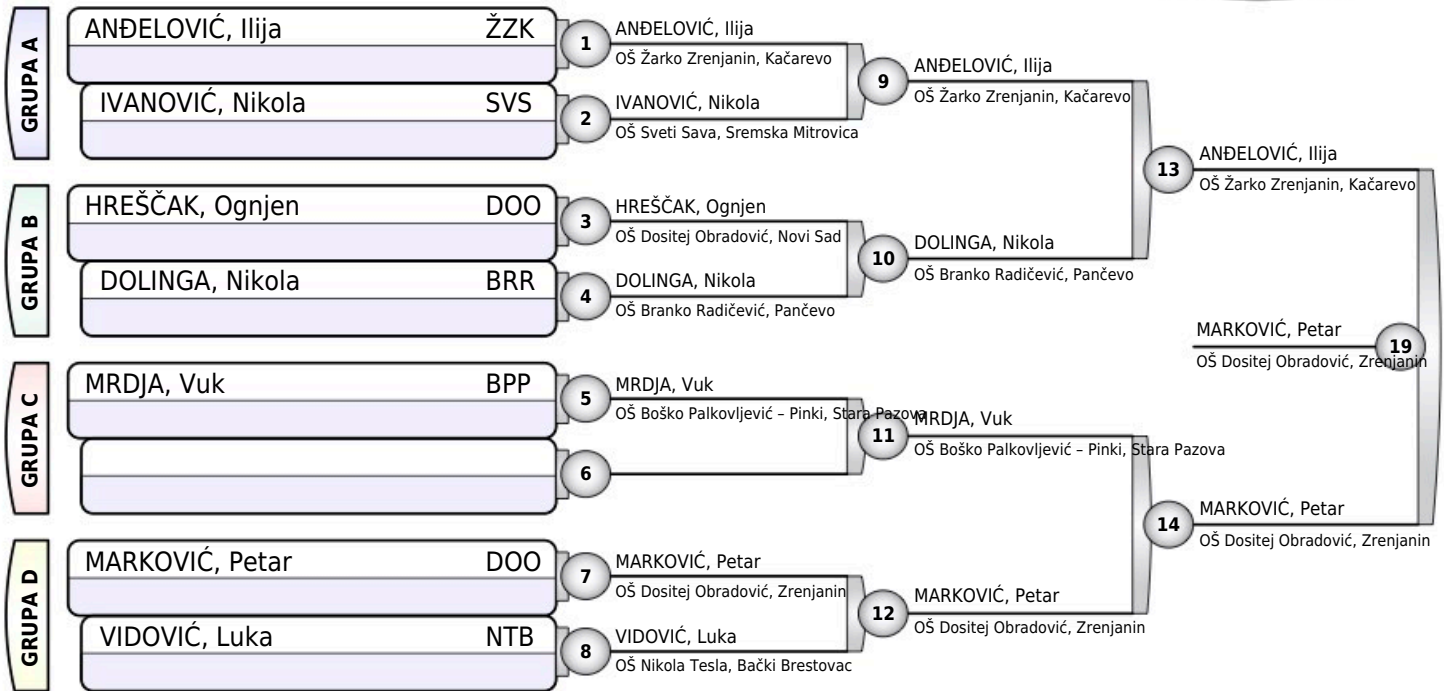 GRUPA A
ANĐELOVIĆ, Ilija ŽZK
IVANOVIĆ, Nikola SVS
GRUPA B
HREŠČAK, Ognjen DOO
DOLINGA, Nikola BRR
GRUPA C
MRDJA, Vuk BPP
GRUPA D
MARKOVIĆ, Petar DOO
VIDOVIĆ, Luka NTB
1
ANĐELOVIĆ, Ilija
OŠ Žarko Zrenjanin, Kačarevo
2
IVANOVIĆ, Nikola
OŠ Sveti Sava, Sremska Mitrovica
3
HREŠČAK, Ognjen
OŠ Dositej Obradović, Novi Sad
4
DOLINGA, Nikola
OŠ Branko Radičević, Pančevo
5
MRDJA, Vuk
OŠ Boško Palkovljević – Pinki, Stara Pazova
6
7
MARKOVIĆ, Petar
OŠ Dositej Obradović, Zrenjanin
8
VIDOVIĆ, Luka
OŠ Nikola Tesla, Bački Brestovac
9
ANĐELOVIĆ, Ilija
OŠ Žarko Zrenjanin, Kačarevo
10
DOLINGA, Nikola
OŠ Branko Radičević, Pančevo
11
MRDJA, Vuk
OŠ Boško Palkovljević – Pinki, Stara Pazova
12
MARKOVIĆ, Petar
OŠ Dositej Obradović, Zrenjanin
13
ANĐELOVIĆ, Ilija
OŠ Žarko Zrenjanin, Kačarevo
14
MARKOVIĆ, Petar
OŠ Dositej Obradović, Zrenjanin
MARKOVIĆ, Petar
19
OŠ Dositej Obradović, Zrenjanin